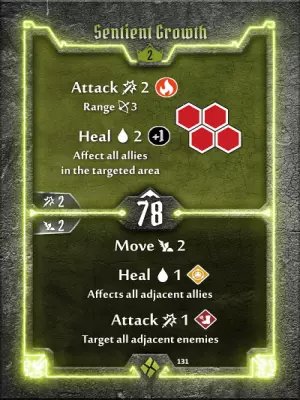 Sentient Growth
2
Attack 2
Range 3
Heal 2 +1
Affect all allies
in the targeted area
2
78
2
Move 2
Heal 1
Affects all adjacent allies
Attack 1
Target all adjacent enemies
131